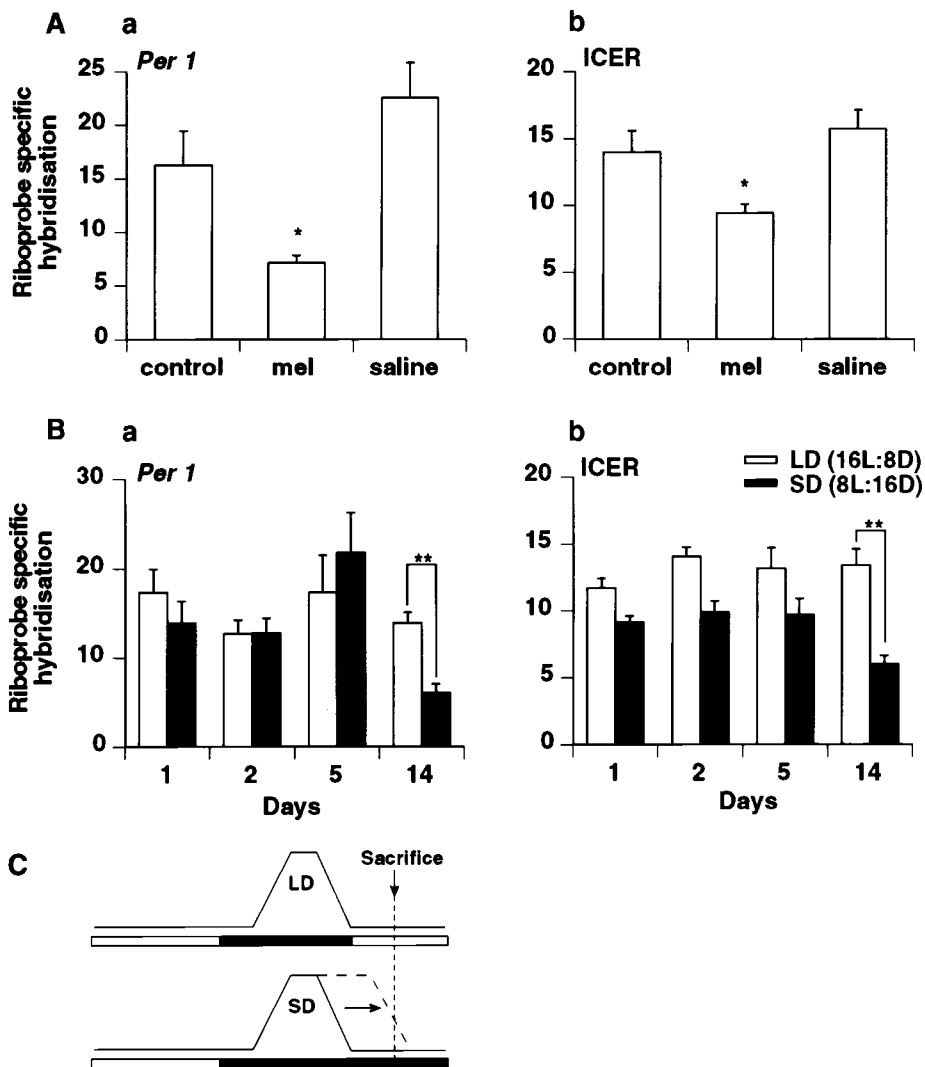 A a
Per 1
Riboprobe specific
hybridisation
25
20
15
10
5
0
*
control mel saline
b
ICER
20
15
10
5
0
*
control mel saline
B a
Per 1
Riboprobe specific
hybridisation
30
20
10
0
**
1 2 5 14
Days
b
ICER
LD (16L:8D)
SD (8L:16D)
20
15
10
5
0
**
1 2 5 14
Days
C
Sacrifice
LD
SD